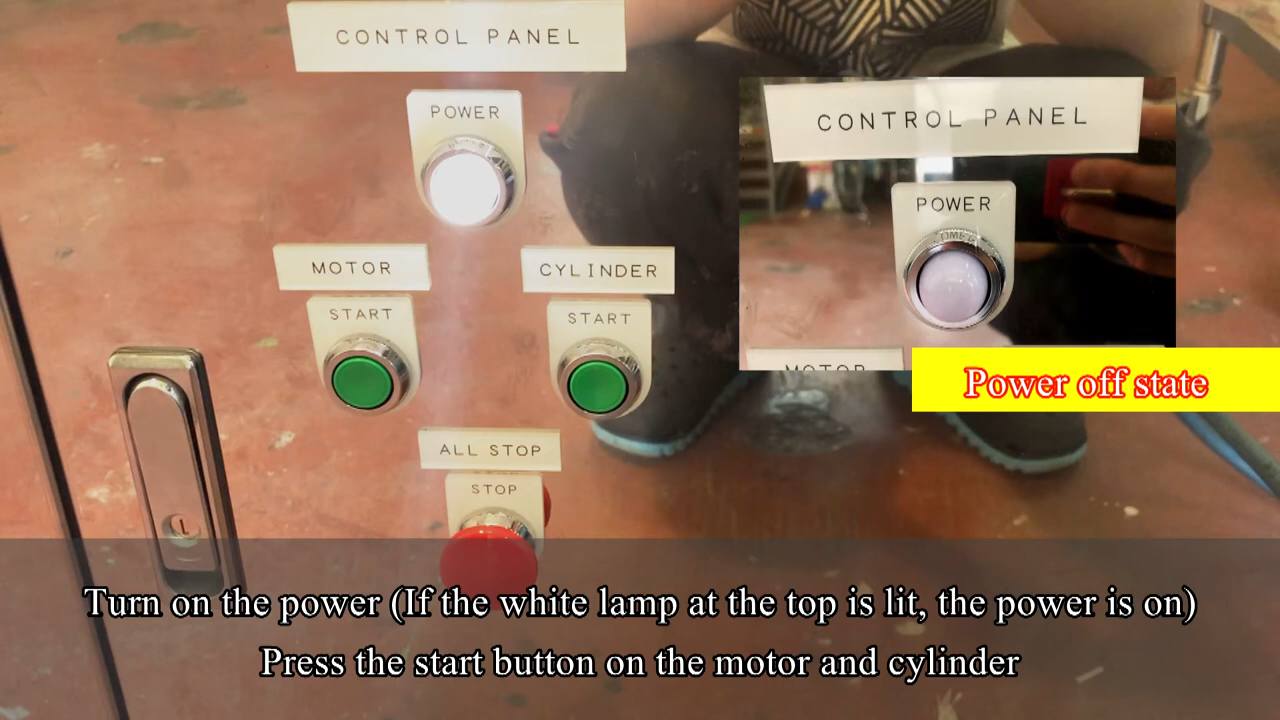 CONTROL PANEL
POWER
MOTOR
CYLINDER
START
START
ALL STOP
STOP
CONTROL PANEL
POWER
MOTOR
Power off state
Turn on the power (If the white lamp at the top is lit, the power is on)
Press the start button on the motor and cylinder